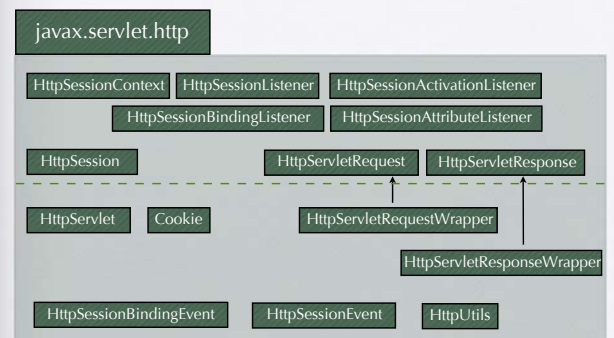 javax.servlet.http
HttpSessionContext HttpSessionListener HttpSessionActivationListener
HttpSessionBindingListener HttpSessionAttributeListener
HttpSession HttpServletRequest HttpServletResponse
HttpServlet Cookie HttpServletRequestWrapper
HttpServletResponseWrapper
HttpSessionBindingEvent HttpSessionEvent HttpUtils